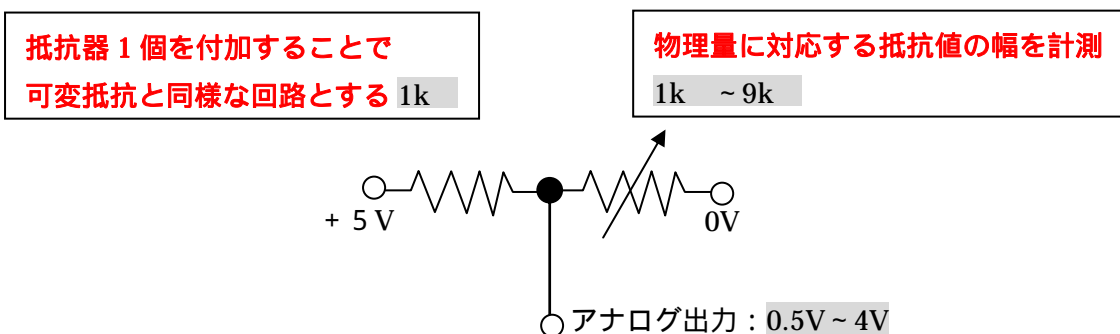 抵抗器1個を付加することで
可変抵抗と同様な回路とする 1k
物理量に対応する抵抗値の幅を計測
1k ~9k
+5V
0V
アナログ出力：0.5V~4V